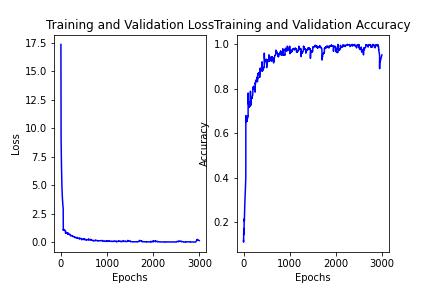 Training and Validation Loss
17.5
15.0
12.5
10.0
7.5
5.0
2.5
0.0
Loss
0 1000 2000 3000
Epochs
Training and Validation Accuracy
1.0
0.8
0.6
0.4
0.2
Accuracy
0 1000 2000 3000
Epochs